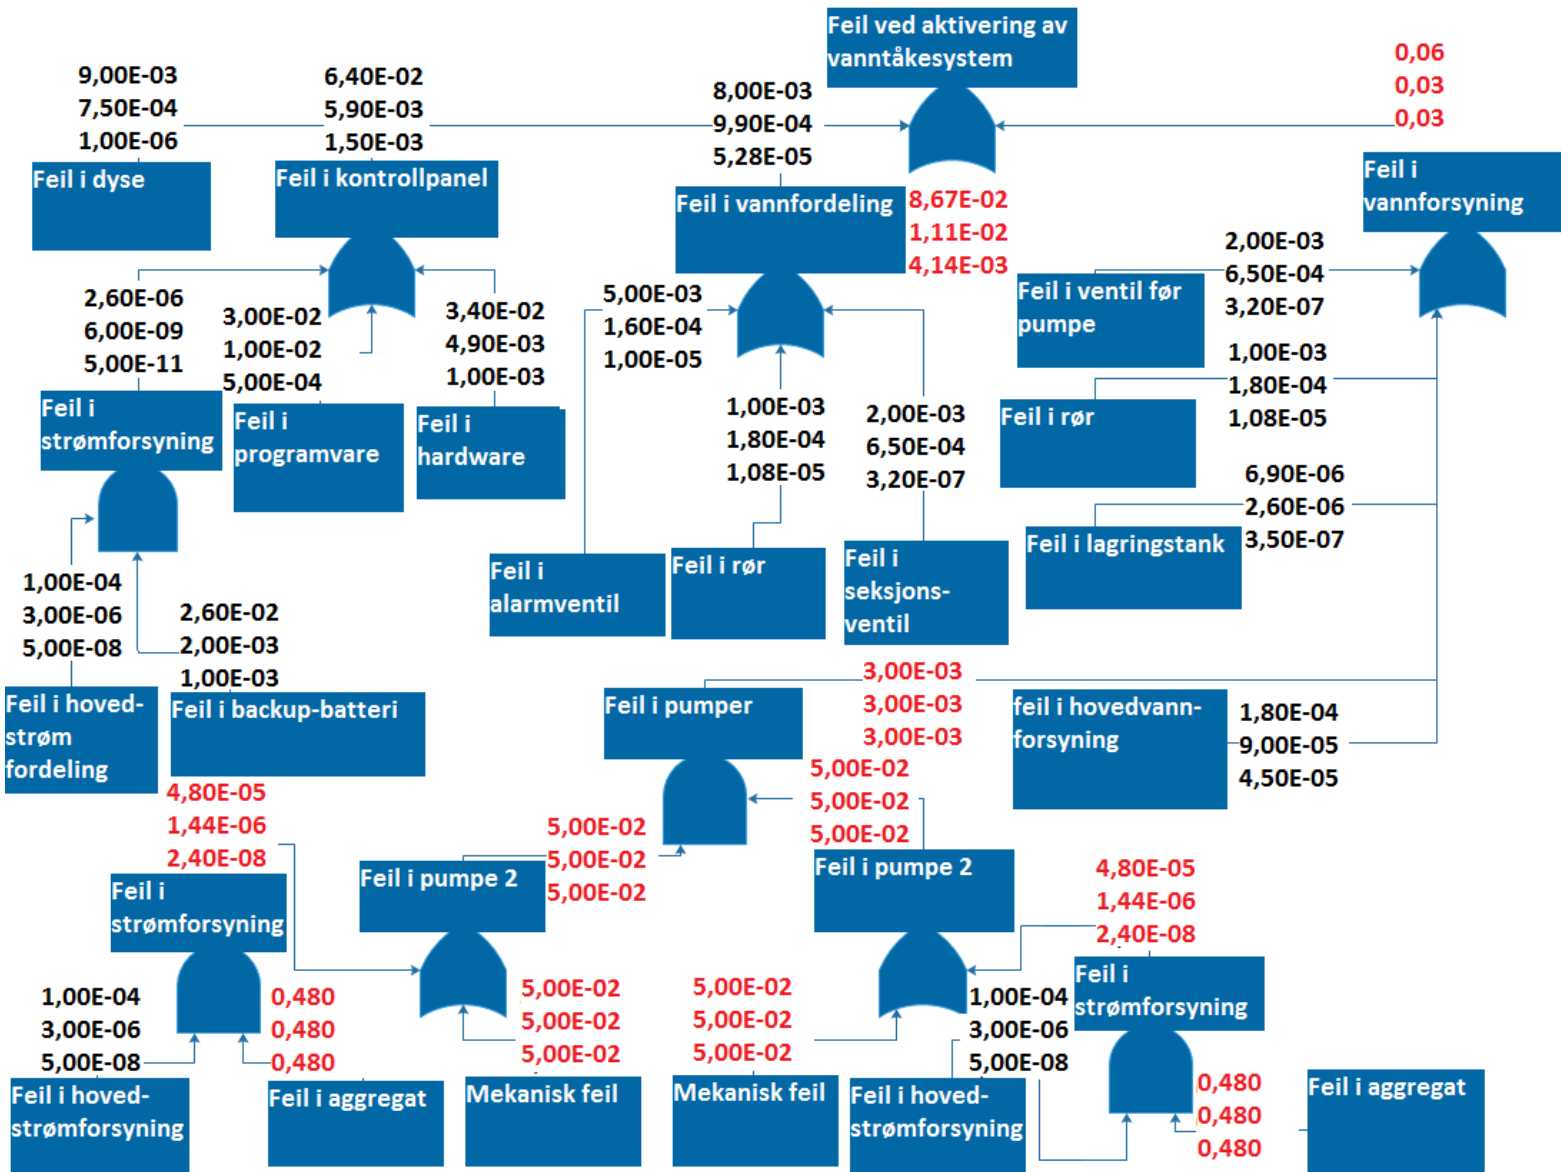 Feil ved aktivering av
vanntåkesystem
0,06
0,03
0,03
9,00E-03
7,50E-04
1,00E-06
6,40E-02
5,90E-03
1,50E-03
8,00E-03
9,90E-04
5,28E-05
Feil i dyse
Feil i kontrollpanel
Feil i vannfordeling
8,67E-02
1,11E-02
4,14E-03
Feil i
vannforsyning
2,00E-03
6,50E-04
3,20E-07
Feil i ventil før
pumpe
2,60E-06
6,00E-09
5,00E-11
3,00E-02
1,00E-02
5,00E-04
3,40E-02
4,90E-03
1,00E-03
5,00E-03
1,60E-04
1,00E-05
1,00E-03
1,80E-04
1,08E-05
Feil i rør
Feil i
strømforsyning
Feil i
programvare
Feil i
hardware
1,00E-03
1,80E-04
1,08E-05
2,00E-03
6,50E-04
3,20E-07
6,90E-06
2,60E-06
3,50E-07
Feil i lagringstank
Feil i
alarmventil
Feil i rør
Feil i
seksjons-
ventil
1,00E-04
3,00E-06
5,00E-08
2,60E-02
2,00E-03
1,00E-03
Feil i hoved-
strøm
fordeling
Feil i backup-batteri
Feil i pumper
3,00E-03
3,00E-03
3,00E-03
feil i hovedvann-
forsyning
1,80E-04
9,00E-05
4,50E-05
4,80E-05
1,44E-06
2,40E-08
5,00E-02
5,00E-02
5,00E-02
5,00E-02
5,00E-02
5,00E-02
Feil i
strømforsyning
Feil i pumpe 2
Feil i pumpe 2
4,80E-05
1,44E-06
2,40E-08
Feil i
strømforsyning
1,00E-04
3,00E-06
5,00E-08
0,480
0,480
0,480
5,00E-02
5,00E-02
5,00E-02
5,00E-02
5,00E-02
5,00E-02
1,00E-04
3,00E-06
5,00E-08
0,480
0,480
0,480
Feil i hoved-
strømforsyning
Feil i aggregat
Mekanisk feil
Mekanisk feil
Feil i hoved-
strømforsyning
Feil i aggregat